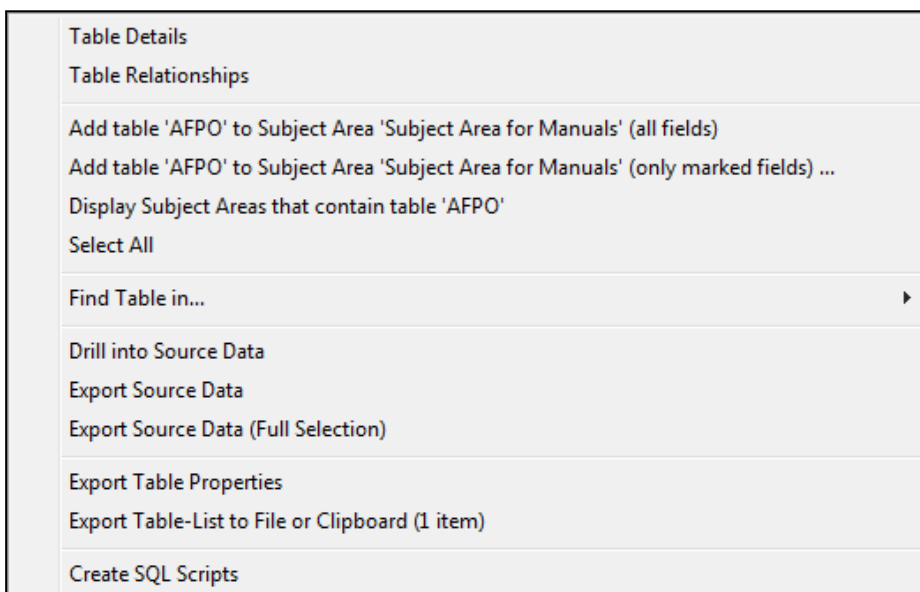 Table Details
Table Relationships
Add table 'AFPO' to Subject Area 'Subject Area for Manuals' (all fields)
Add table 'AFPO' to Subject Area 'Subject Area for Manuals' (only marked fields) ...
Display Subject Areas that contain table 'AFPO'
Select All
Find Table in...
Drill into Source Data
Export Source Data
Export Source Data (Full Selection)
Export Table Properties
Export Table-List to File or Clipboard (1 item)
Create SQL Scripts